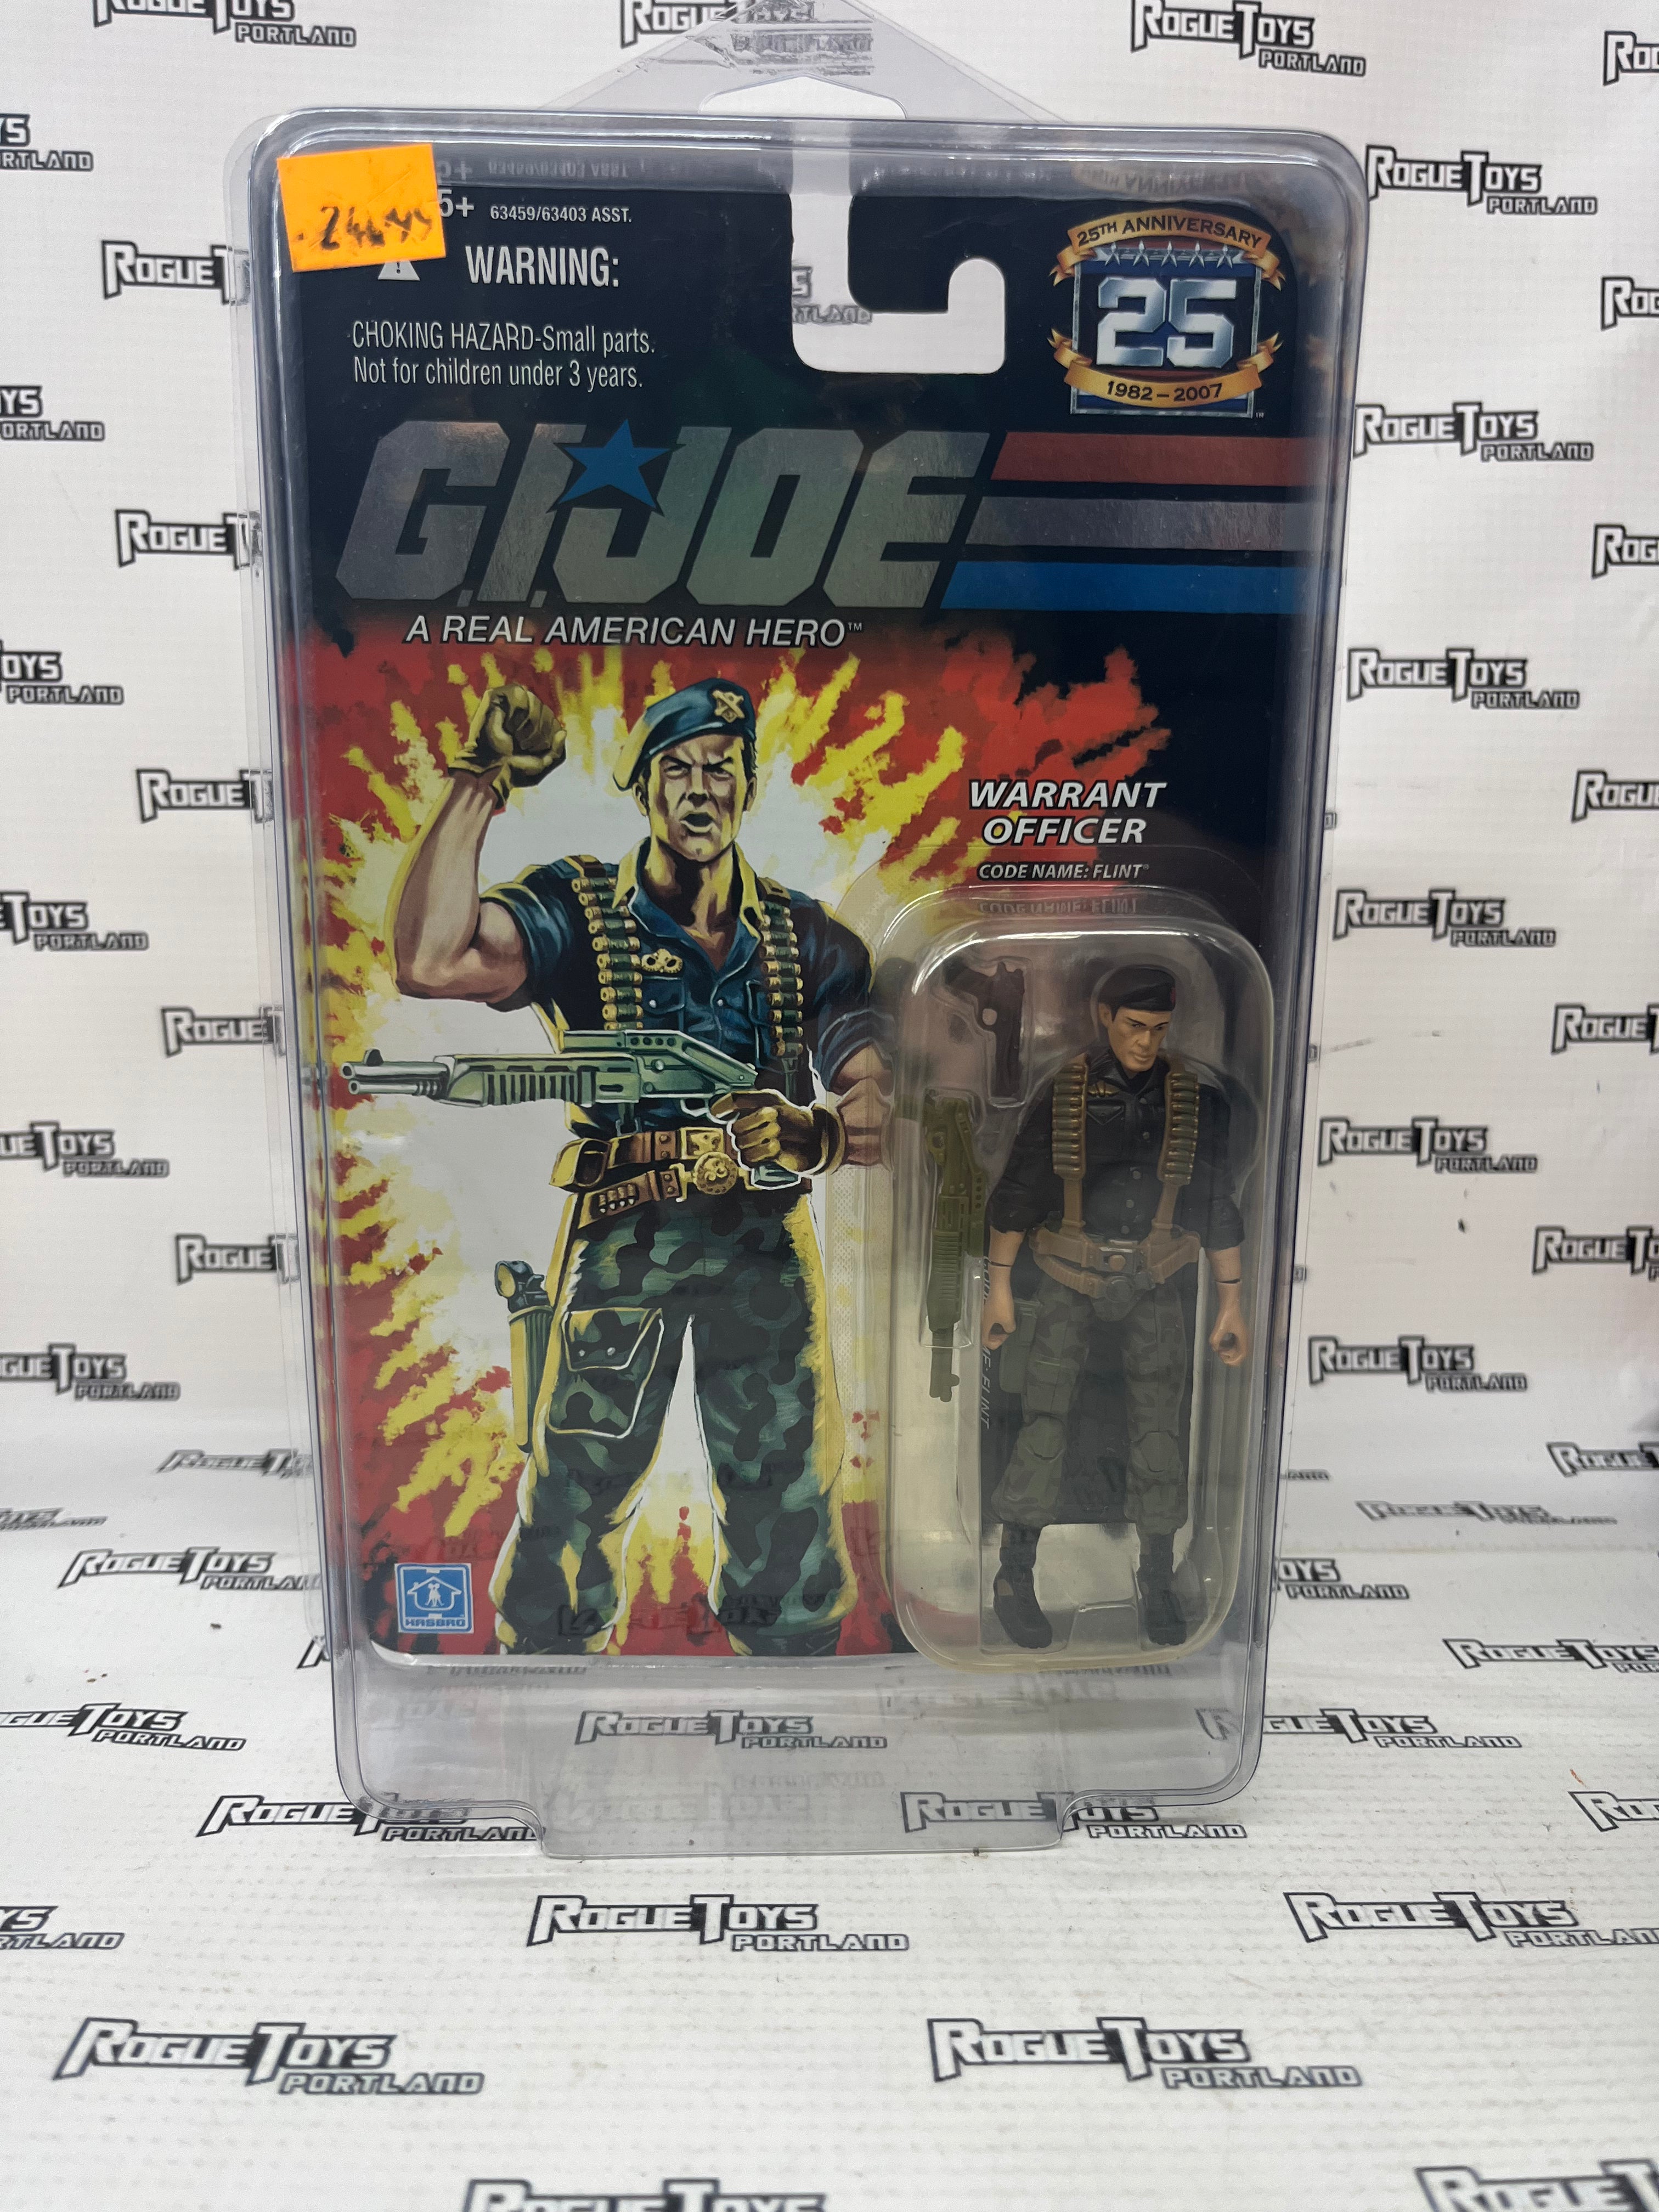 24.99
5+ 63459/63403 ASST.
WARNING:
CHOKING HAZARD-Small parts.
Not for children under 3 years.
25TH ANNIVERSARY
25
1982-2007
G.I.JOE
A REAL AMERICAN HERO™
WARRANT
OFFICER
CODE NAME: FLINT
HASBRO
ROGUE TOYS
PORTLAND